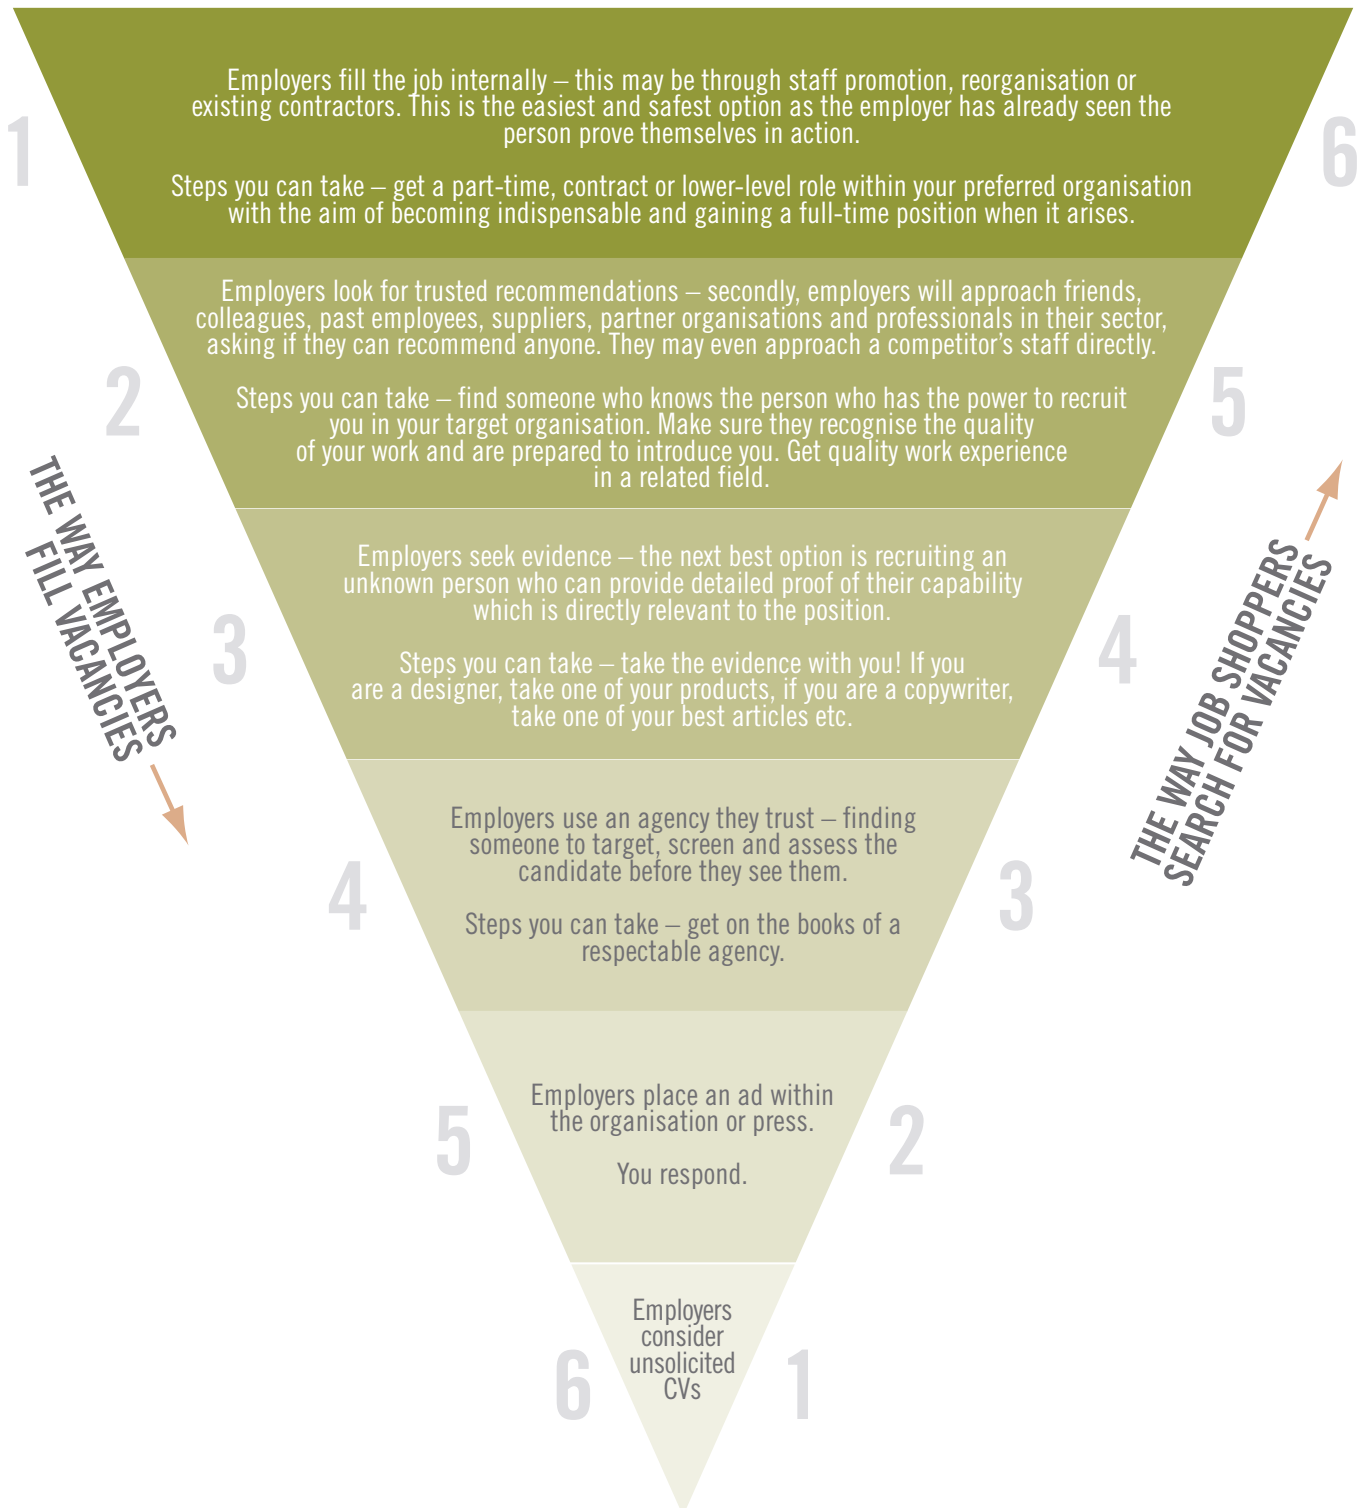 Employers fill the job internally – this may be through staff promotion, reorganisation or
existing contractors. This is the easiest and safest option as the employer has already seen the
person prove themselves in action.
Steps you can take – get a part-time, contract or lower-level role within your preferred organisation
with the aim of becoming indispensable and gaining a full-time position when it arises.
1
6
Employers look for trusted recommendations – secondly, employers will approach friends,
colleagues, past employees, suppliers, partner organisations and professionals in their sector,
asking if they can recommend anyone. They may even approach a competitor’s staff directly.
Steps you can take – find someone who knows the person who has the power to recruit
you in your target organisation. Make sure they recognise the quality
of your work and are prepared to introduce you. Get quality work experience
in a related field.
2
5
THE WAY EMPLOYERS
FILL VACANCIES
Employers seek evidence – the next best option is recruiting an
unknown person who can provide detailed proof of their capability
which is directly relevant to the position.
Steps you can take – take the evidence with you! If you
are a designer, take one of your products, if you are a copywriter,
take one of your best articles etc.
3
4
THE WAY JOB SHOPPERS
SEARCH FOR VACANCIES
Employers use an agency they trust – finding
someone to target, screen and assess the
candidate before they see them.
Steps you can take – get on the books of a
respectable agency.
4
3
Employers place an ad within
the organisation or press.
You respond.
5
2
Employers
consider
unsolicited
CVs
6
1